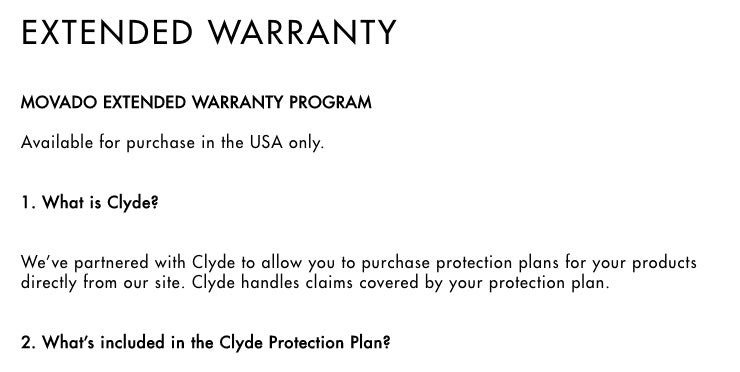 EXTENDED WARRANTY
MOVADO EXTENDED WARRANTY PROGRAM
Available for purchase in the USA only.
1. What is Clyde?
We’ve partnered with Clyde to allow you to purchase protection plans for your products
directly from our site. Clyde handles claims covered by your protection plan.
2. What’s included in the Clyde Protection Plan?